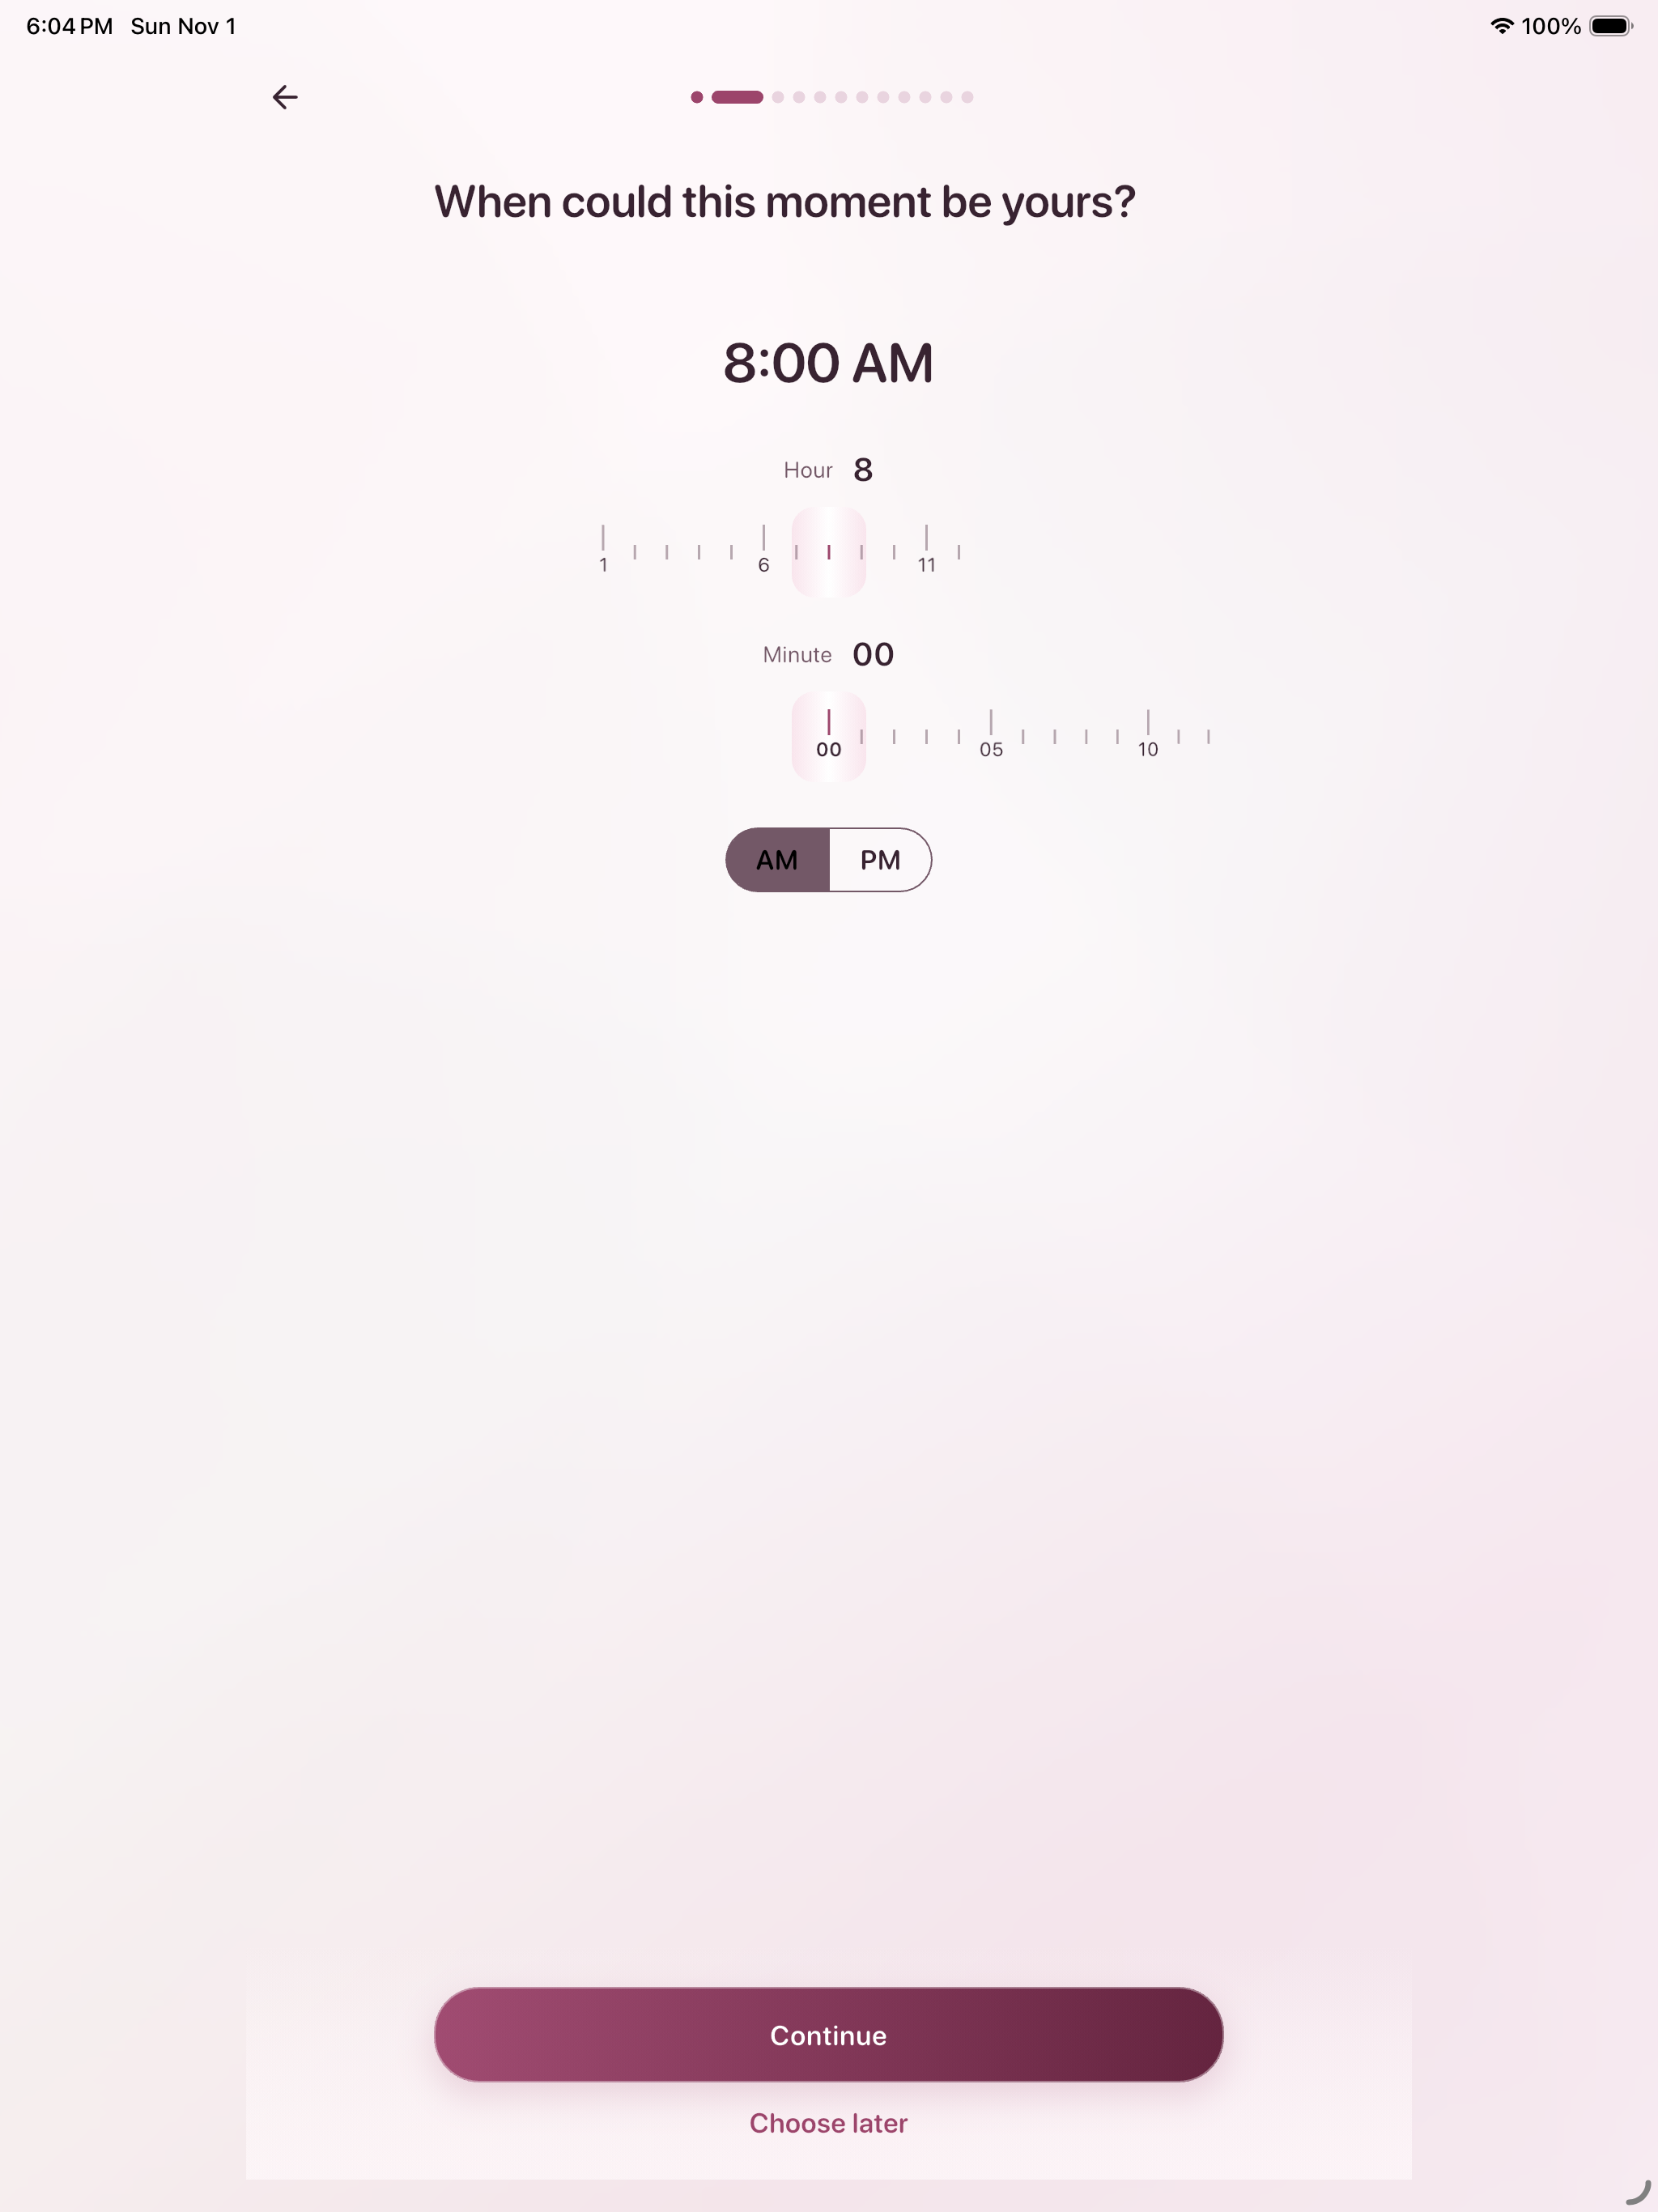 6:04 PM Sun Nov 1
100%
When could this moment be yours?
8:00 AM
Hour 8
1 6 11
Minute 00
00 05 10
AM PM
Continue
Choose later